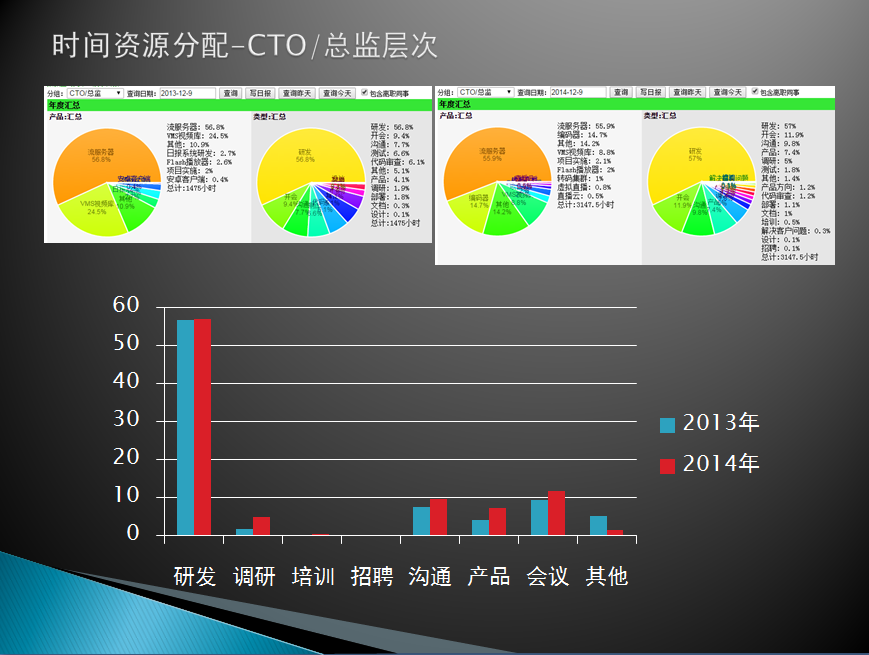 时间资源分配-CTO/总监层次
分组: CTO/总监 查询日期: 2013-12-9 查询 写日报 查询昨天 查询今天 包含离职同事
年度汇总
产品:汇总
流服务器
56.8%
VMS视频库
24.5%
其他
10.9%
流服务器: 56.8%
VMS视频库: 24.5%
其他: 10.9%
日报系统研发: 2.7%
Flash播放器: 2.6%
项目实施: 2%
安卓客户端: 0.4%
总计:1475小时
类型:汇总
研发
56.8%
开会
9.4%
7.7%
研发: 56.8%
开会: 9.4%
沟通: 7.7%
测试: 6.6%
代码审查: 6.1%
其他: 5.1%
产品: 4.1%
调研: 1.9%
部署: 1.8%
文档: 0.3%
设计: 0.1%
总计:1475小时
分组: CTO/总监 查询日期: 2014-12-9 查询 写日报 查询昨天 查询今天 包含离职同事
年度汇总
产品:汇总
流服务器
55.9%
编码器
14.7%
其他
14.2%
流服务器: 55.9%
编码器: 14.7%
其他: 14.2%
VMS视频库: 8.8%
项目实施: 2.1%
Flash播放器: 2%
转码集群: 1%
虚拟直播: 0.8%
直播云: 0.5%
总计:3147.5小时
类型:汇总
研发
57%
开会
11.9%
沟通
9.8%
研发: 57%
开会: 11.9%
沟通: 9.8%
产品: 7.4%
调研: 5%
测试: 1.8%
其他: 1.4%
产品方向: 1.2%
代码审查: 1.2%
部署: 1.1%
文档: 1%
培训: 0.5%
解决客户问题: 0.3%
设计: 0.1%
招聘: 0.1%
总计:3147.5小时
60
50
40
30
20
10
0
研发 调研 培训 招聘 沟通 产品 会议 其他
2013年
2014年